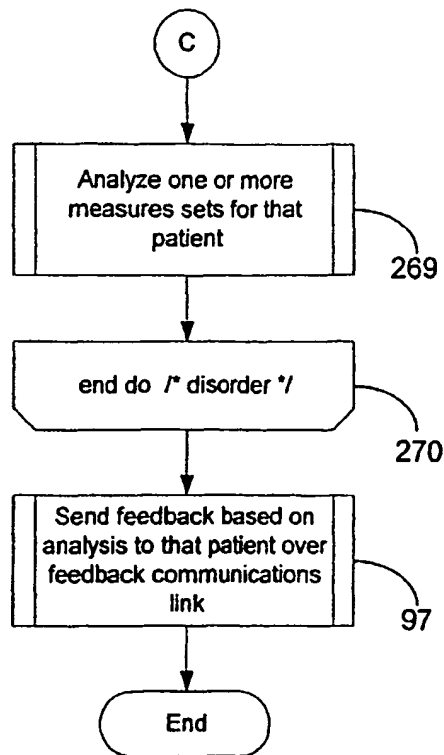 C
Analyze one or more
measures sets for that
patient
269
end do /* disorder */
270
Send feedback based on
analysis to that patient over
feedback communications
link
97
End